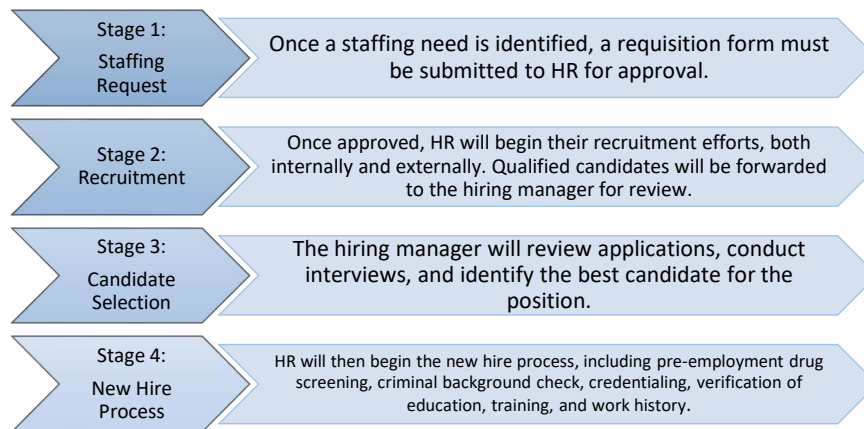 Stage 1:
Staffing
Request
Once a staffing need is identified, a requisition form must
be submitted to HR for approval.
Stage 2:
Recruitment
Once approved, HR will begin their recruitment efforts, both
internally and externally. Qualified candidates will be forwarded
to the hiring manager for review.
Stage 3:
Candidate
Selection
The hiring manager will review applications, conduct
interviews, and identify the best candidate for the
position.
Stage 4:
New Hire
Process
HR will then begin the new hire process, including pre-employment drug
screening, criminal background check, credentialing, verification of
education, training, and work history.